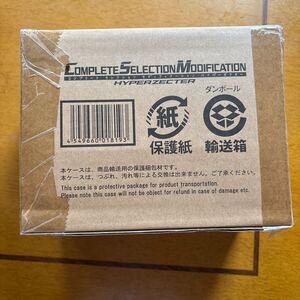 COMPLETE SELECTION MODIFICATION
HYPERZECTER
ダンボール
紙
保護紙
輸送箱
4549660018193
本ケースは、商品輸送用の保護梱包材です。
本ケースは、つぶれ、汚れ等による交換は出来ません。ご了承ください。
This case is a protective package for product transportation.
Please note this case will not be object for refund in case of damage etc.